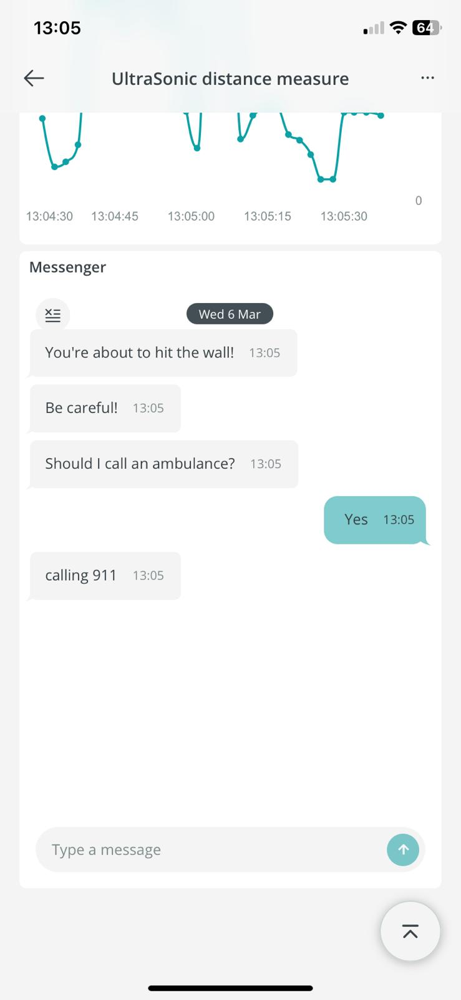 13:05
64
UltraSonic distance measure
0
13:04:30 13:04:45 13:05:00 13:05:15 13:05:30
Messenger
Wed 6 Mar
You're about to hit the wall! 13:05
Be careful! 13:05
Should I call an ambulance? 13:05
Yes 13:05
calling 911 13:05
Type a message